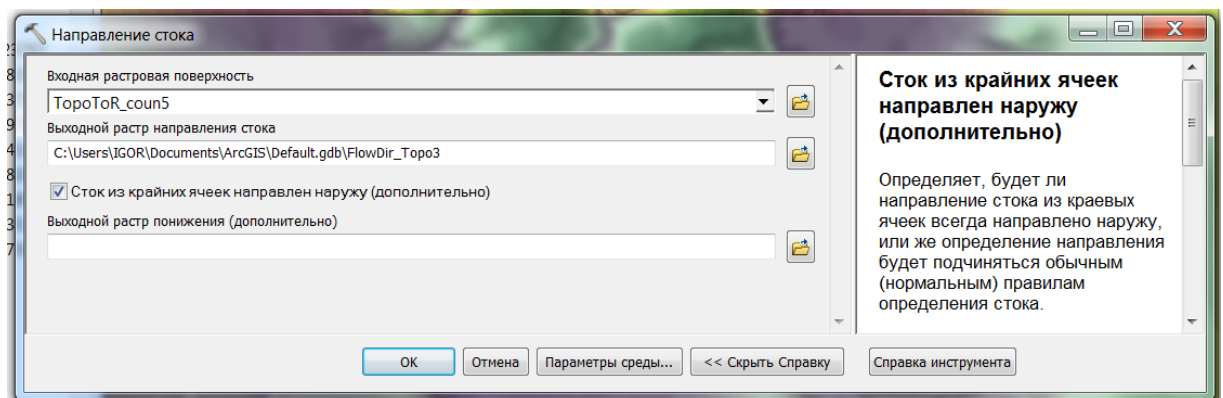 Направление стока
Входная растровая поверхность
TopoToR_coun5
Выходной растр направления стока
C:\Users\IGOR\Documents\ArcGIS\Default.gdb\FlowDir_Topo3
Сток из крайних ячеек направлен наружу (дополнительно)
Выходной растр понижения (дополнительно)
OK
Отмена
Параметры среды...
<< Скрыть Справку
Сток из крайних ячеек
направлен наружу
(дополнительно)
Определяет, будет ли
направление стока из краевых
ячеек всегда направлено наружу,
или же определение направления
будет подчиняться обычным
(нормальным) правилам
определения стока.
Справка инструмента